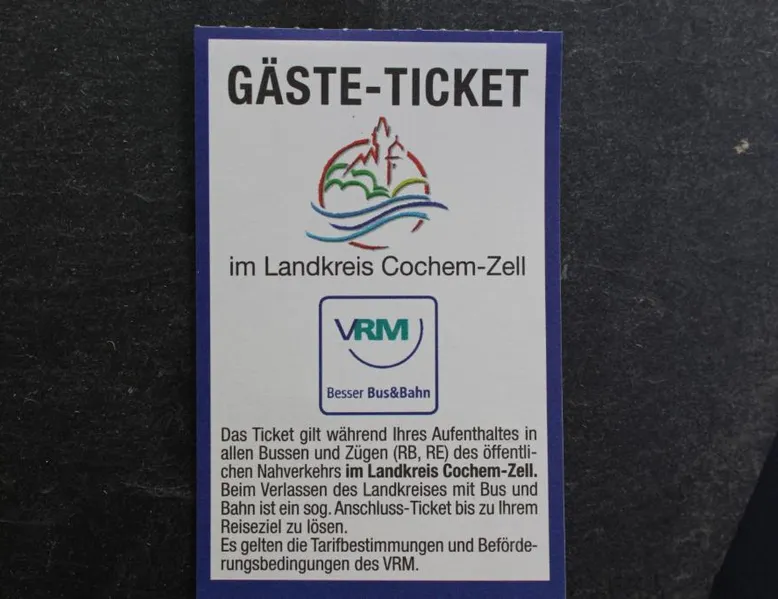 GÄSTE-TICKET
im Landkreis Cochem-Zell
VRM
Besser Bus&Bahn
Das Ticket gilt während Ihres Aufenthaltes in
allen Bussen und Zügen (RB, RE) des öffentli-
chen Nahverkehrs im Landkreis Cochem-Zell.
Beim Verlassen des Landkreises mit Bus und
Bahn ist ein sog. Anschluss-Ticket bis zu Ihrem
Reiseziel zu lösen.
Es gelten die Tarifbestimmungen und Beförde-
rungsbedingungen des VRM.